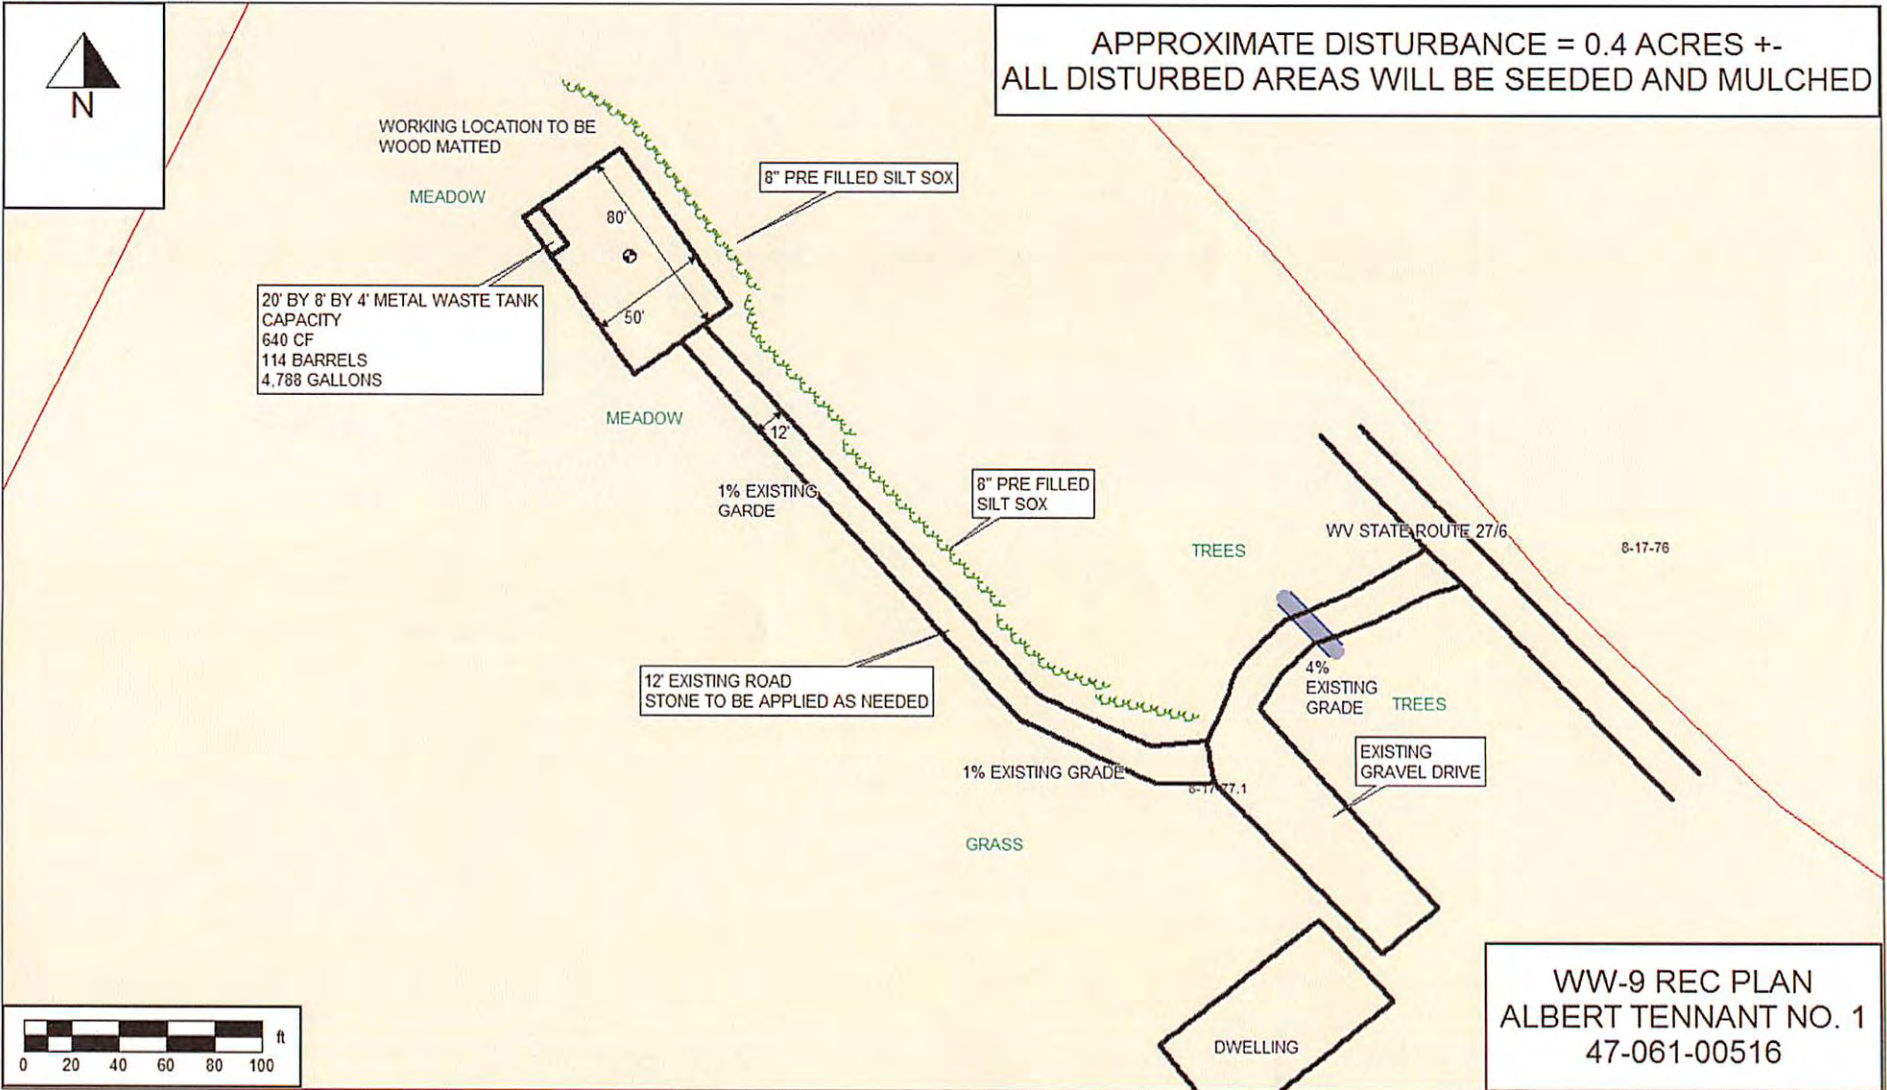 N
APPROXIMATE DISTURBANCE = 0.4 ACRES +-
ALL DISTURBED AREAS WILL BE SEEDED AND MULCHED
WORKING LOCATION TO BE
WOOD MATTED
MEADOW
8" PRE FILLED SILT SOX
80'
50'
20' BY 8' BY 4' METAL WASTE TANK
CAPACITY
640 CF
114 BARRELS
4,788 GALLONS
MEADOW
12'
1% EXISTING
GARDE
8" PRE FILLED
SILT SOX
TREES
WV STATE ROUTE 27/6
8-17-76
12' EXISTING ROAD
STONE TO BE APPLIED AS NEEDED
4%
EXISTING
GRADE
TREES
EXISTING
GRAVEL DRIVE
1% EXISTING GRADE
8-17-77.1
GRASS
DWELLING
ft
0 20 40 60 80 100
WW-9 REC PLAN
ALBERT TENNANT NO. 1
47-061-00516